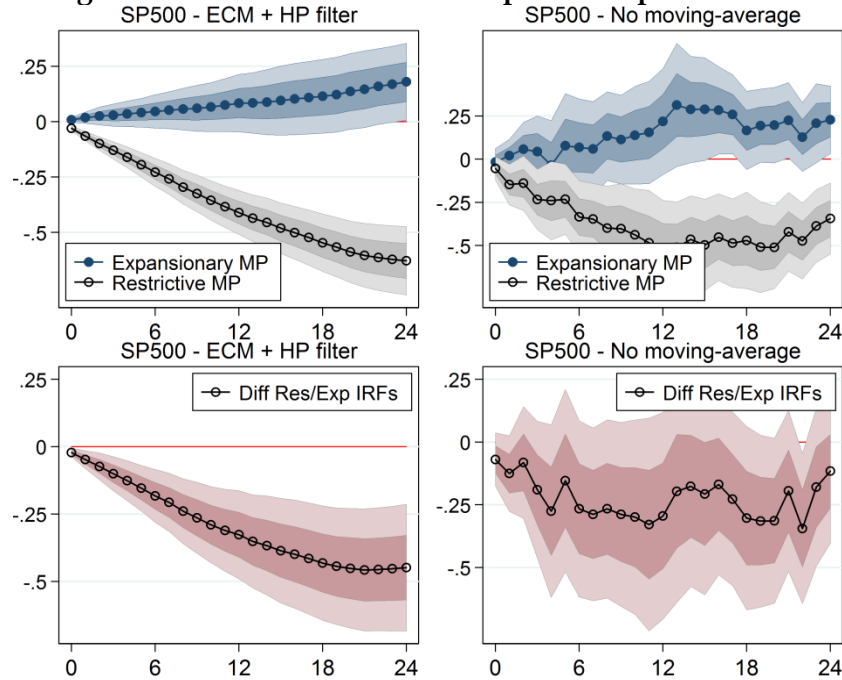 SP500 - ECM + HP filter
.25
0
-.25
-.5
Expansionary MP
Restrictive MP
0 6 12 18 24
SP500 - No moving-average
.25
0
-.25
-.5
Expansionary MP
Restrictive MP
0 6 12 18 24
SP500 - ECM + HP filter
.25
0
-.25
-.5
Diff Res/Exp IRFs
0 6 12 18 24
SP500 - No moving-average
.25
0
-.25
-.5
Diff Res/Exp IRFs
0 6 12 18 24